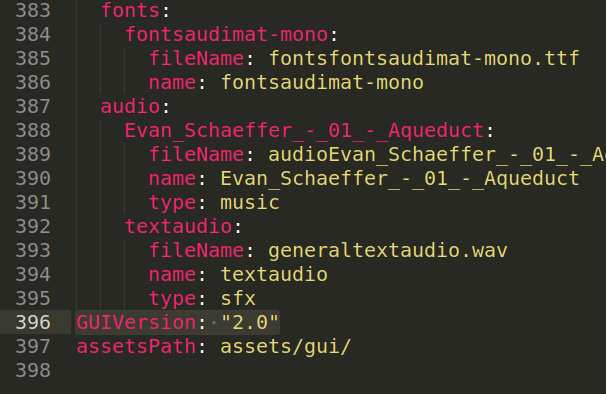 383 fonts:
384 fontsaudimat-mono:
385 fileName: fontsfontsaudimat-mono.ttf
386 name: fontsaudimat-mono
387 audio:
388 Evan_Schaeffer_-_01_-_Aqueduct:
389 fileName: audioEvan_Schaeffer_-_01_-_A
390 name: Evan_Schaeffer_-_01_-_Aqueduct
391 type: music
392 textaudio:
393 fileName: generaltextaudio.wav
394 name: textaudio
395 type: sfx
396 GUIVersion: "2.0"
397 assetsPath: assets/gui/
398